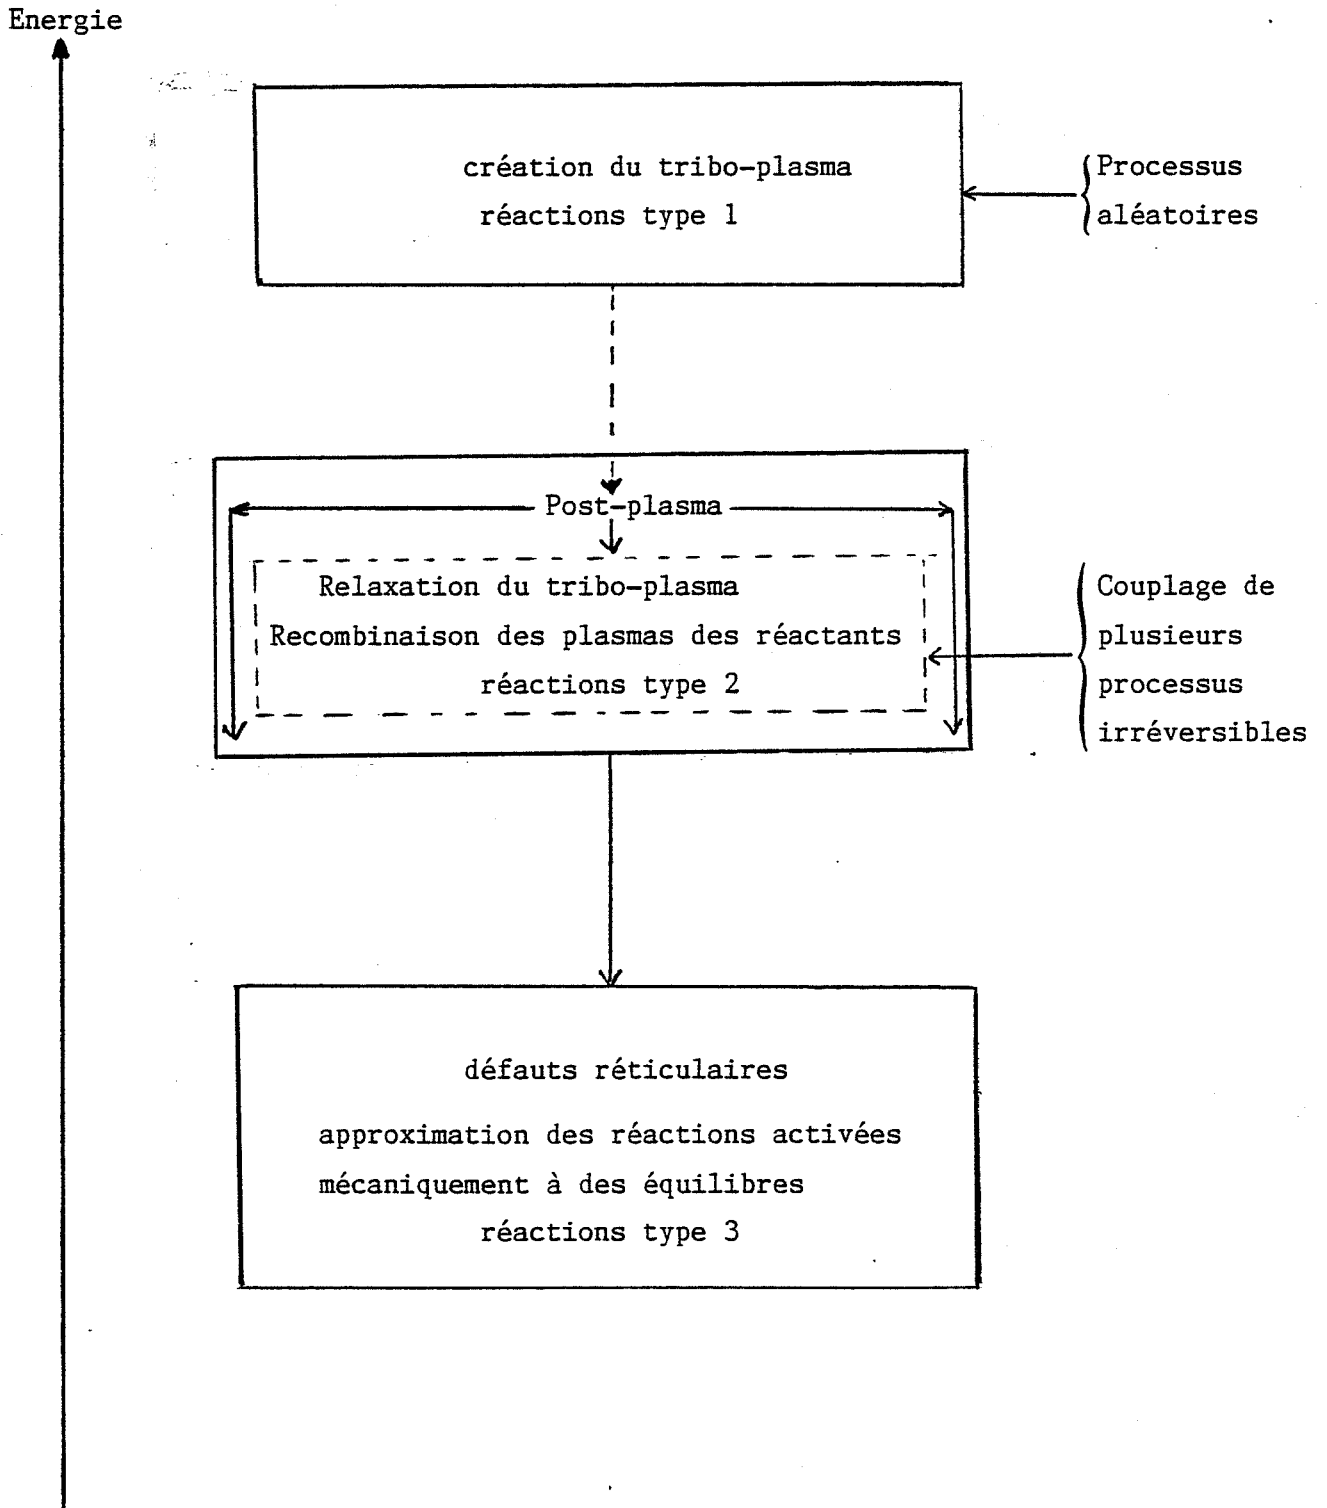 Energie
création du tribo-plasma
réactions type 1
Processus
aléatoires
Post-plasma
Relaxation du tribo-plasma
Recombinaison des plasmas des réactants
réactions type 2
Couplage de
plusieurs
processus
irréversibles
défauts réticulaires
approximation des réactions activées
mécaniquement à des équilibres
réactions type 3